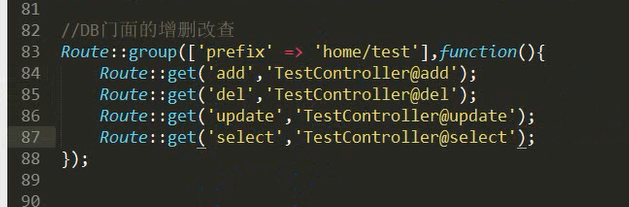 81
82 //DB门面的增删改查
83 Route::group(['prefix' => 'home/test'],function(){
84 Route::get('add','TestController@add');
85 Route::get('del','TestController@del');
86 Route::get('update','TestController@update');
87 Route::get('select','TestController@select');
88 });
89
90